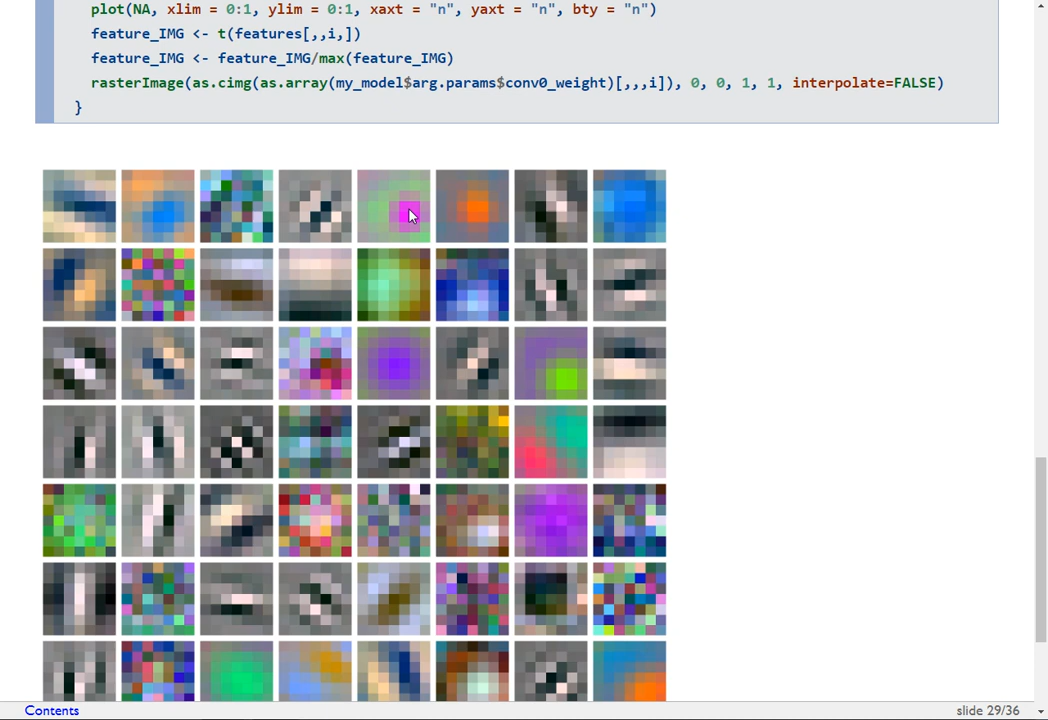 plot(NA, xlim = 0:1, ylim = 0:1, xaxt = "n", yaxt = "n", bty = "n")
feature_IMG <- t(features[,,i,])
feature_IMG <- feature_IMG/max(feature_IMG)
rasterImage(as.cimg(as.array(my_model$arg.params$conv0_weight)[,,,i]), 0, 0, 1, 1, interpolate=FALSE)
}
Contents
slide 29/36